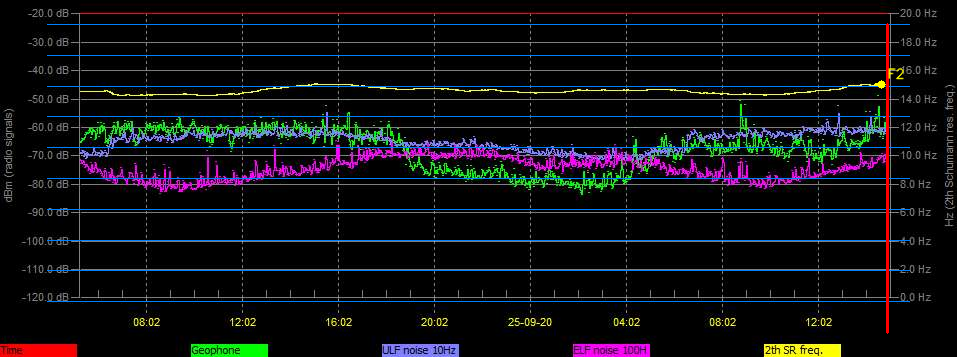 -20.0 dB
-30.0 dB
-40.0 dB
-50.0 dB
-60.0 dB
-70.0 dB
-80.0 dB
-90.0 dB
-100.0 dB
-110.0 dB
-120.0 dB
dBm (radio signals)
20.0 Hz
18.0 Hz
16.0 Hz
14.0 Hz
12.0 Hz
10.0 Hz
8.0 Hz
6.0 Hz
4.0 Hz
2.0 Hz
0.0 Hz
Hz (2th Schumann res. freq.)
F2
08:02 12:02 16:02 20:02 25-09-20 04:02 08:02 12:02
Time Geophone ULF noise 10Hz ELF noise 100H 2th SR freq.